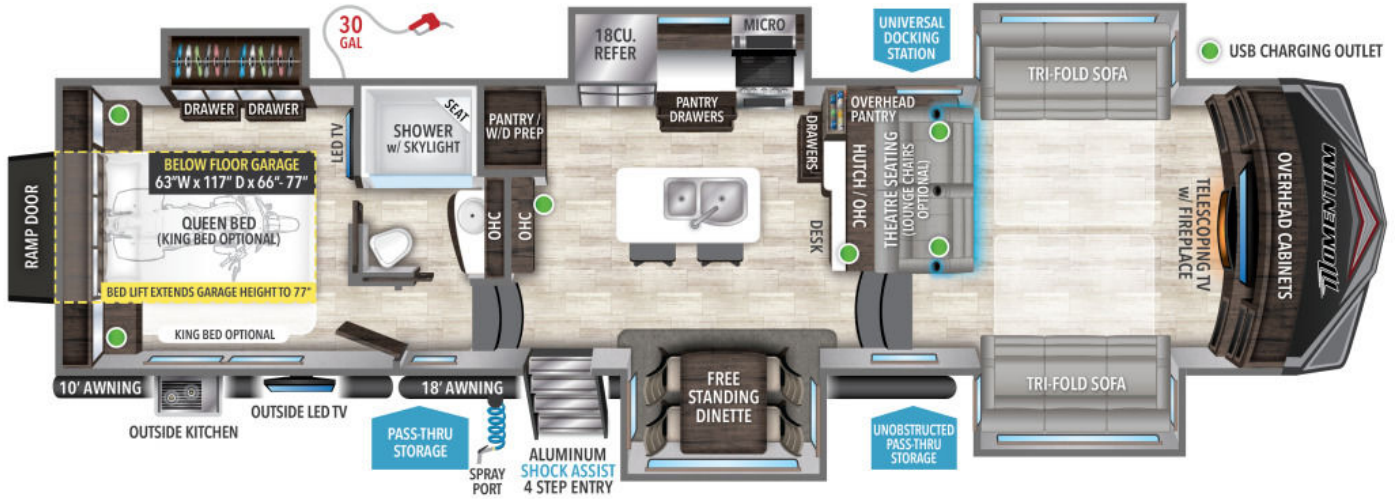 30
GAL
18CU.
REFER
MICRO
UNIVERSAL
DOCKING
STATION
TRI-FOLD SOFA
USB CHARGING OUTLET
DRAWER
DRAWER
LED TV
SEAT
SHOWER
w/ SKYLIGHT
PANTRY /
W/D PREP
PANTRY
DRAWERS
DRAWERS
OVERHEAD
PANTRY
HUTCH / OHC
THEATRE SEATING
(LOUNGE CHAIRS
OPTIONAL)
RAMP DOOR
BELOW FLOOR GARAGE
63"W x 117" D x 66"- 77"
QUEEN BED
(KING BED OPTIONAL)
BED LIFT EXTENDS GARAGE HEIGHT TO 77"
KING BED OPTIONAL
OHC
OHC
DESK
TELESCOPING TV
w/ FIREPLACE
OVERHEAD CABINETS
MOMENTUM
10' AWNING
OUTSIDE KITCHEN
OUTSIDE LED TV
18' AWNING
PASS-THRU
STORAGE
SPRAY
PORT
ALUMINUM
SHOCK ASSIST
4 STEP ENTRY
FREE
STANDING
DINETTE
UNOBSTRUCTED
PASS-THRU
STORAGE
TRI-FOLD SOFA